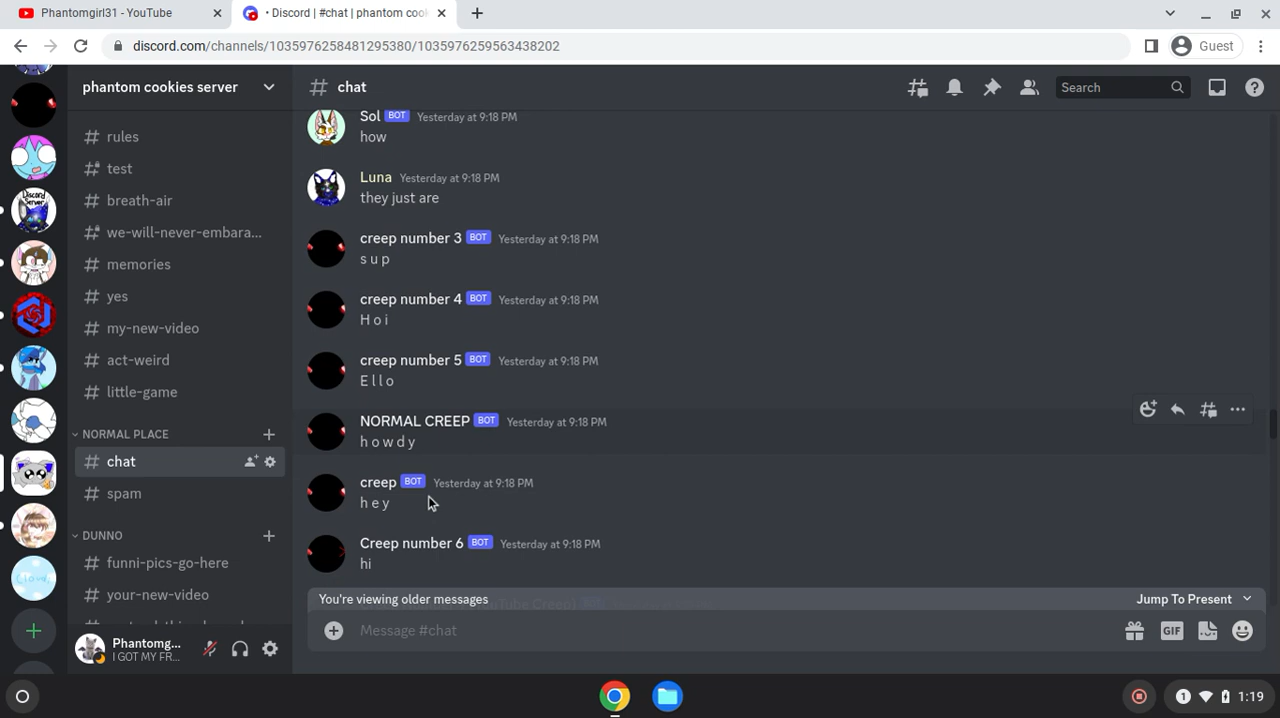 Phantomgirl31 - YouTube
• Discord | #chat | phantom cook
discord.com/channels/1035976258481295380/1035976259563438202
Guest
phantom cookies server
# chat
Search
rules
test
breath-air
we-will-never-embara...
memories
yes
my-new-video
act-weird
little-game
NORMAL PLACE
chat
spam
DUNNO
funni-pics-go-here
your-new-video
Discord Server
Cloud
Phantomg...
I GOT MY FR...
Sol BOT Yesterday at 9:18 PM
how
Luna Yesterday at 9:18 PM
they just are
creep number 3 BOT Yesterday at 9:18 PM
s u p
creep number 4 BOT Yesterday at 9:18 PM
H o i
creep number 5 BOT Yesterday at 9:18 PM
E l l o
NORMAL CREEP BOT Yesterday at 9:18 PM
h o w d y
creep BOT Yesterday at 9:18 PM
h e y
Creep number 6 BOT Yesterday at 9:18 PM
hi
You're viewing older messages
Jump To Present
Message #chat
GIF
1 1:19